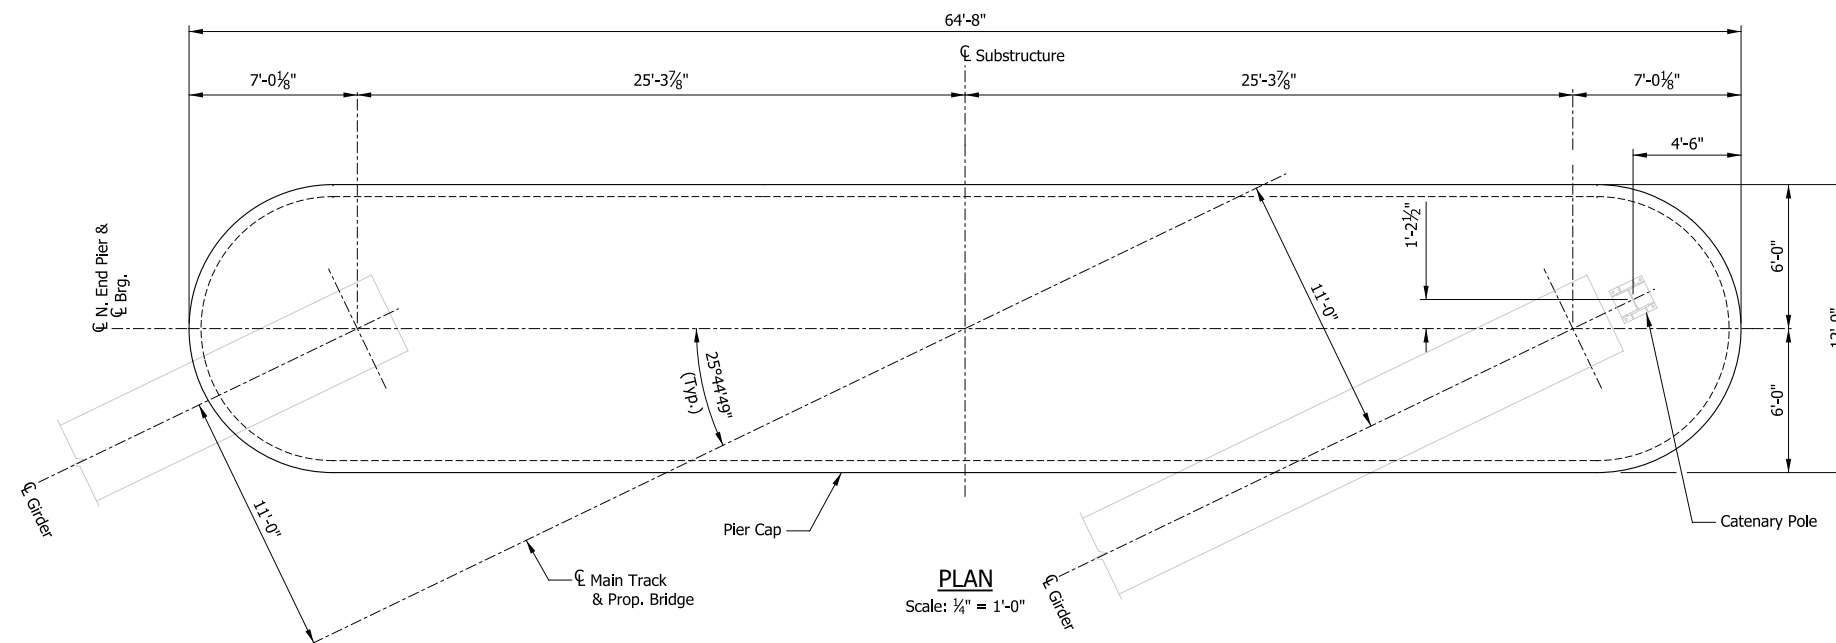 64'-8"
℄ Substructure
7'-0⅛"
25'-3⅞"
25'-3⅞"
7'-0⅛"
4'-6"
1'-2½"
6'-0"
12'-0"
6'-0"
℄ N. End Pier &
℄ Brg.
11'-0"
25°44'49"
(Typ.)
℄ Girder
11'-0"
Pier Cap
Catenary Pole
℄ Main Track
& Prop. Bridge
℄ Girder
PLAN
Scale: ¼" = 1'-0"